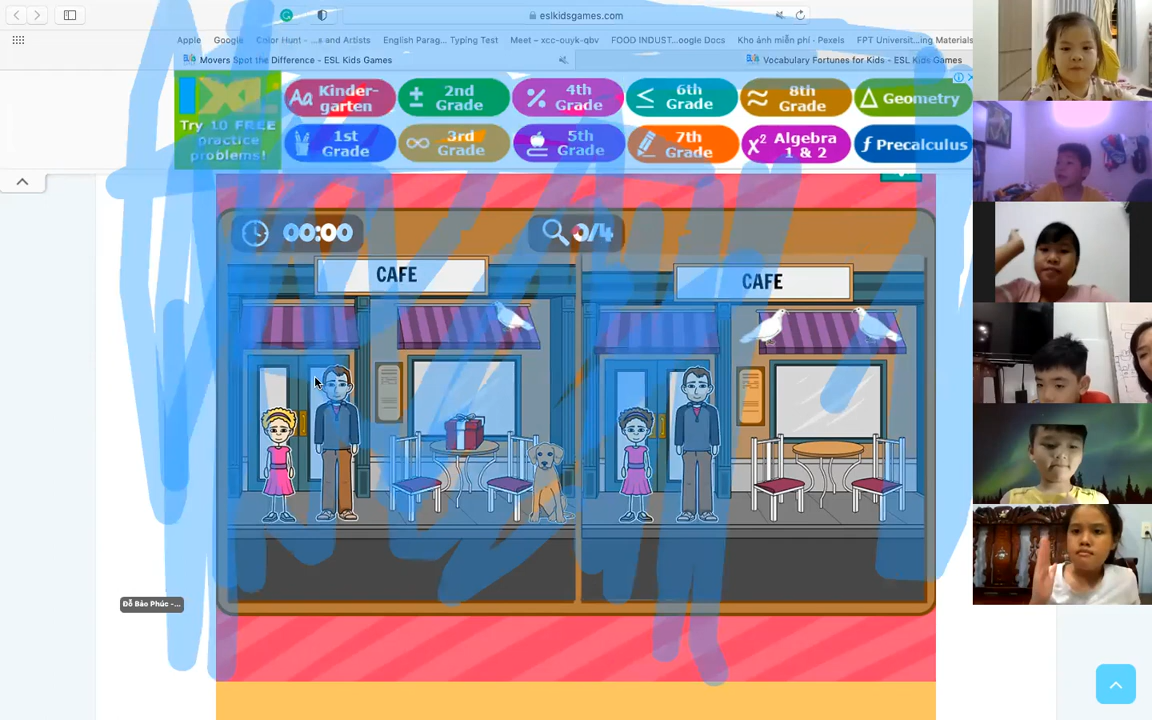 eslkidsgames.com
Apple Google Color Hunt - ...s and Artists English Parag... Typing Test Meet – xcc-ouyk-qbv FOOD INDUST...oogle Docs Kho ảnh miễn phí · Pexels FPT Universit...ing Materials
Movers Spot the Difference - ESL Kids Games
Vocabulary Fortunes for Kids - ESL Kids Games
IXL
Try 10 FREE
practice
problems!
Aa Kinder-
garten
2nd
Grade
4th
Grade
6th
Grade
8th
Grade
Geometry
1st
Grade
3rd
Grade
5th
Grade
7th
Grade
x² Algebra
1 & 2
f Precalculus
00:00
0/4
CAFE
CAFE
Đỗ Bảo Phúc -...